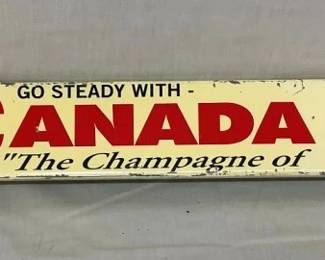 GO STEADY WITH -
CANADA
"The Champagne of